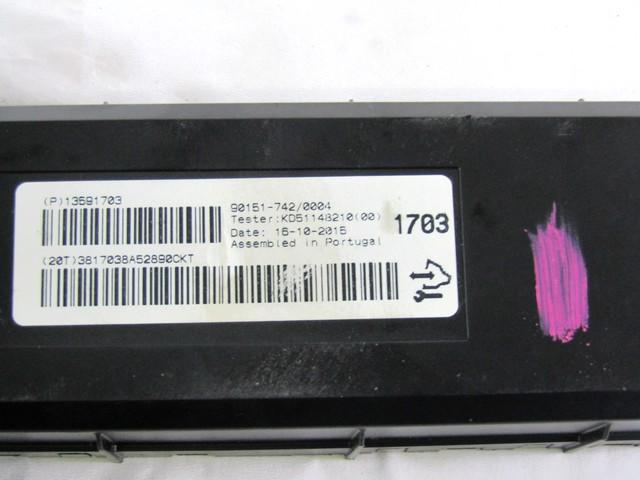 (P)13591703
90151-742/0004
Tester:KD51148210(00)
1703
Date: 16-10-2015
Assembled in Portugal
(20T)3817038A52890CKT